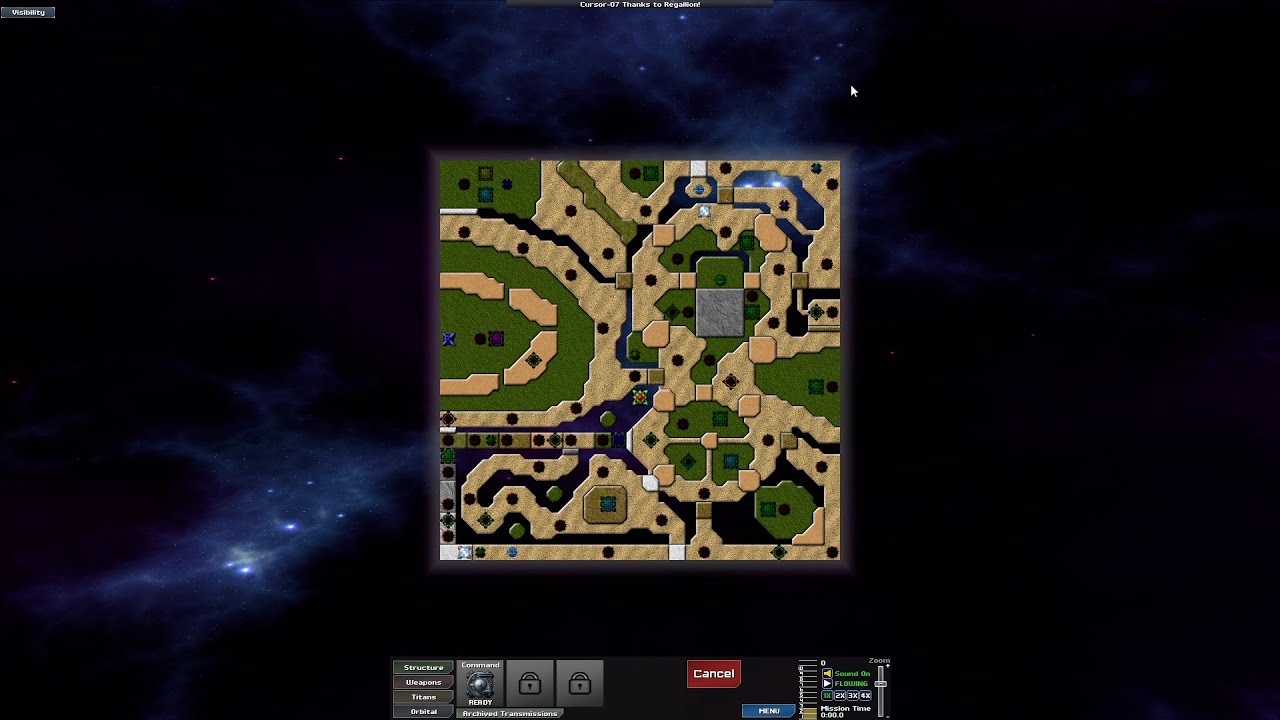 Visibility
Cursor-07 Thanks to Regallion!
Structure
Weapons
Titans
Orbital
Command
READY
Archived Transmissions
Cancel
MENU
0
Zoom
+
Sound On
FLOWING
1X 2X 3X 4X
Mission Time
0:00.0
-